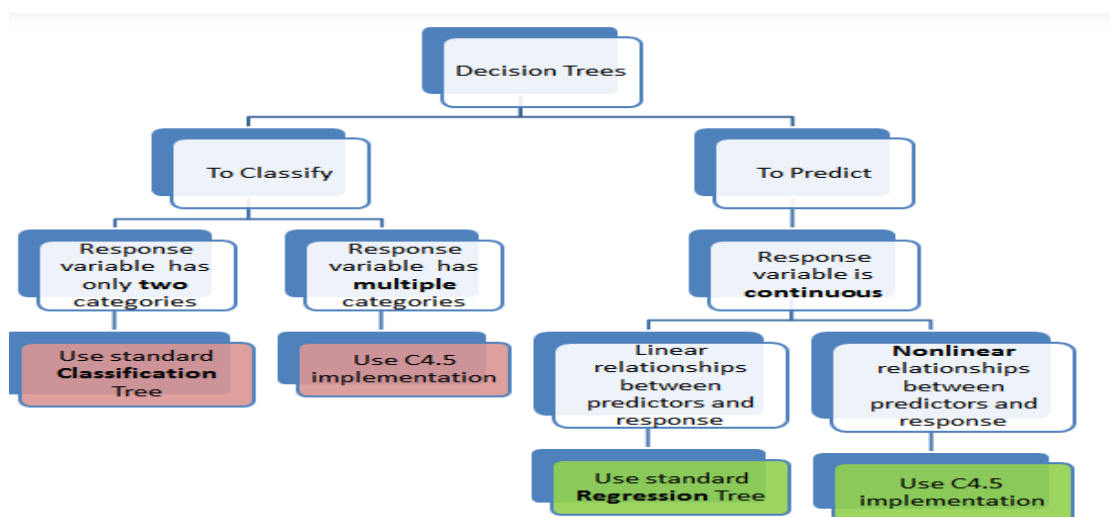 Decision Trees
To Classify
To Predict
Response
variable has
only two
categories
Response
variable has
multiple
categories
Response
variable is
continuous
Use standard
Classification
Tree
Use C4.5
implementation
Linear
relationships
between
predictors and
response
Nonlinear
relationships
between
predictors and
response
Use standard
Regression Tree
Use C4.5
implementation